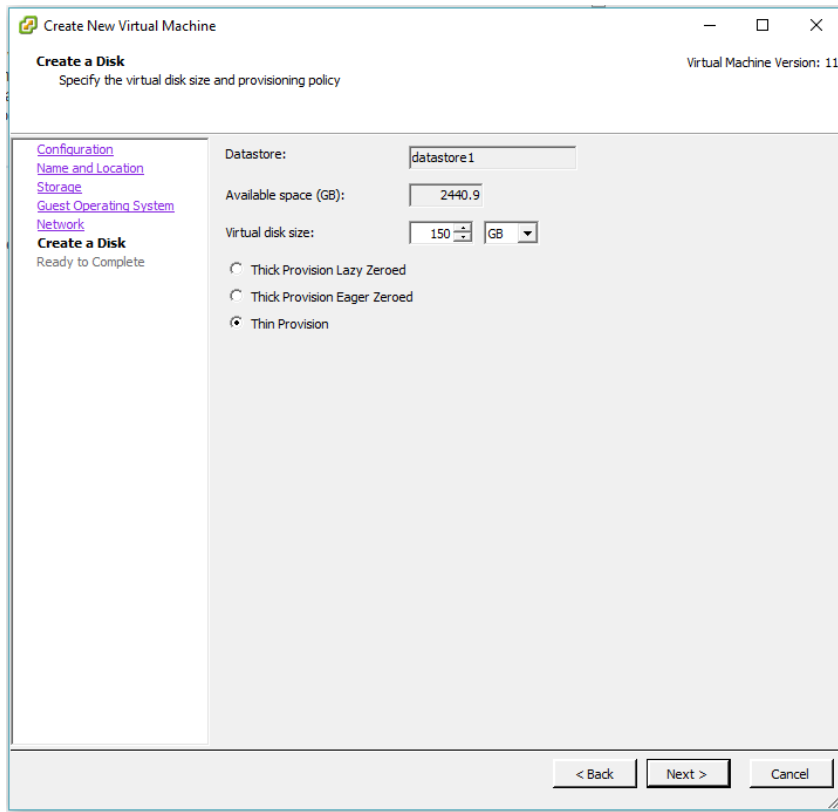 Create New Virtual Machine
Create a Disk
Specify the virtual disk size and provisioning policy
Virtual Machine Version: 11
Configuration
Name and Location
Storage
Guest Operating System
Network
Create a Disk
Ready to Complete
Datastore: datastore1
Available space (GB): 2440.9
Virtual disk size: 150 GB
Thick Provision Lazy Zeroed
Thick Provision Eager Zeroed
Thin Provision
< Back Next > Cancel